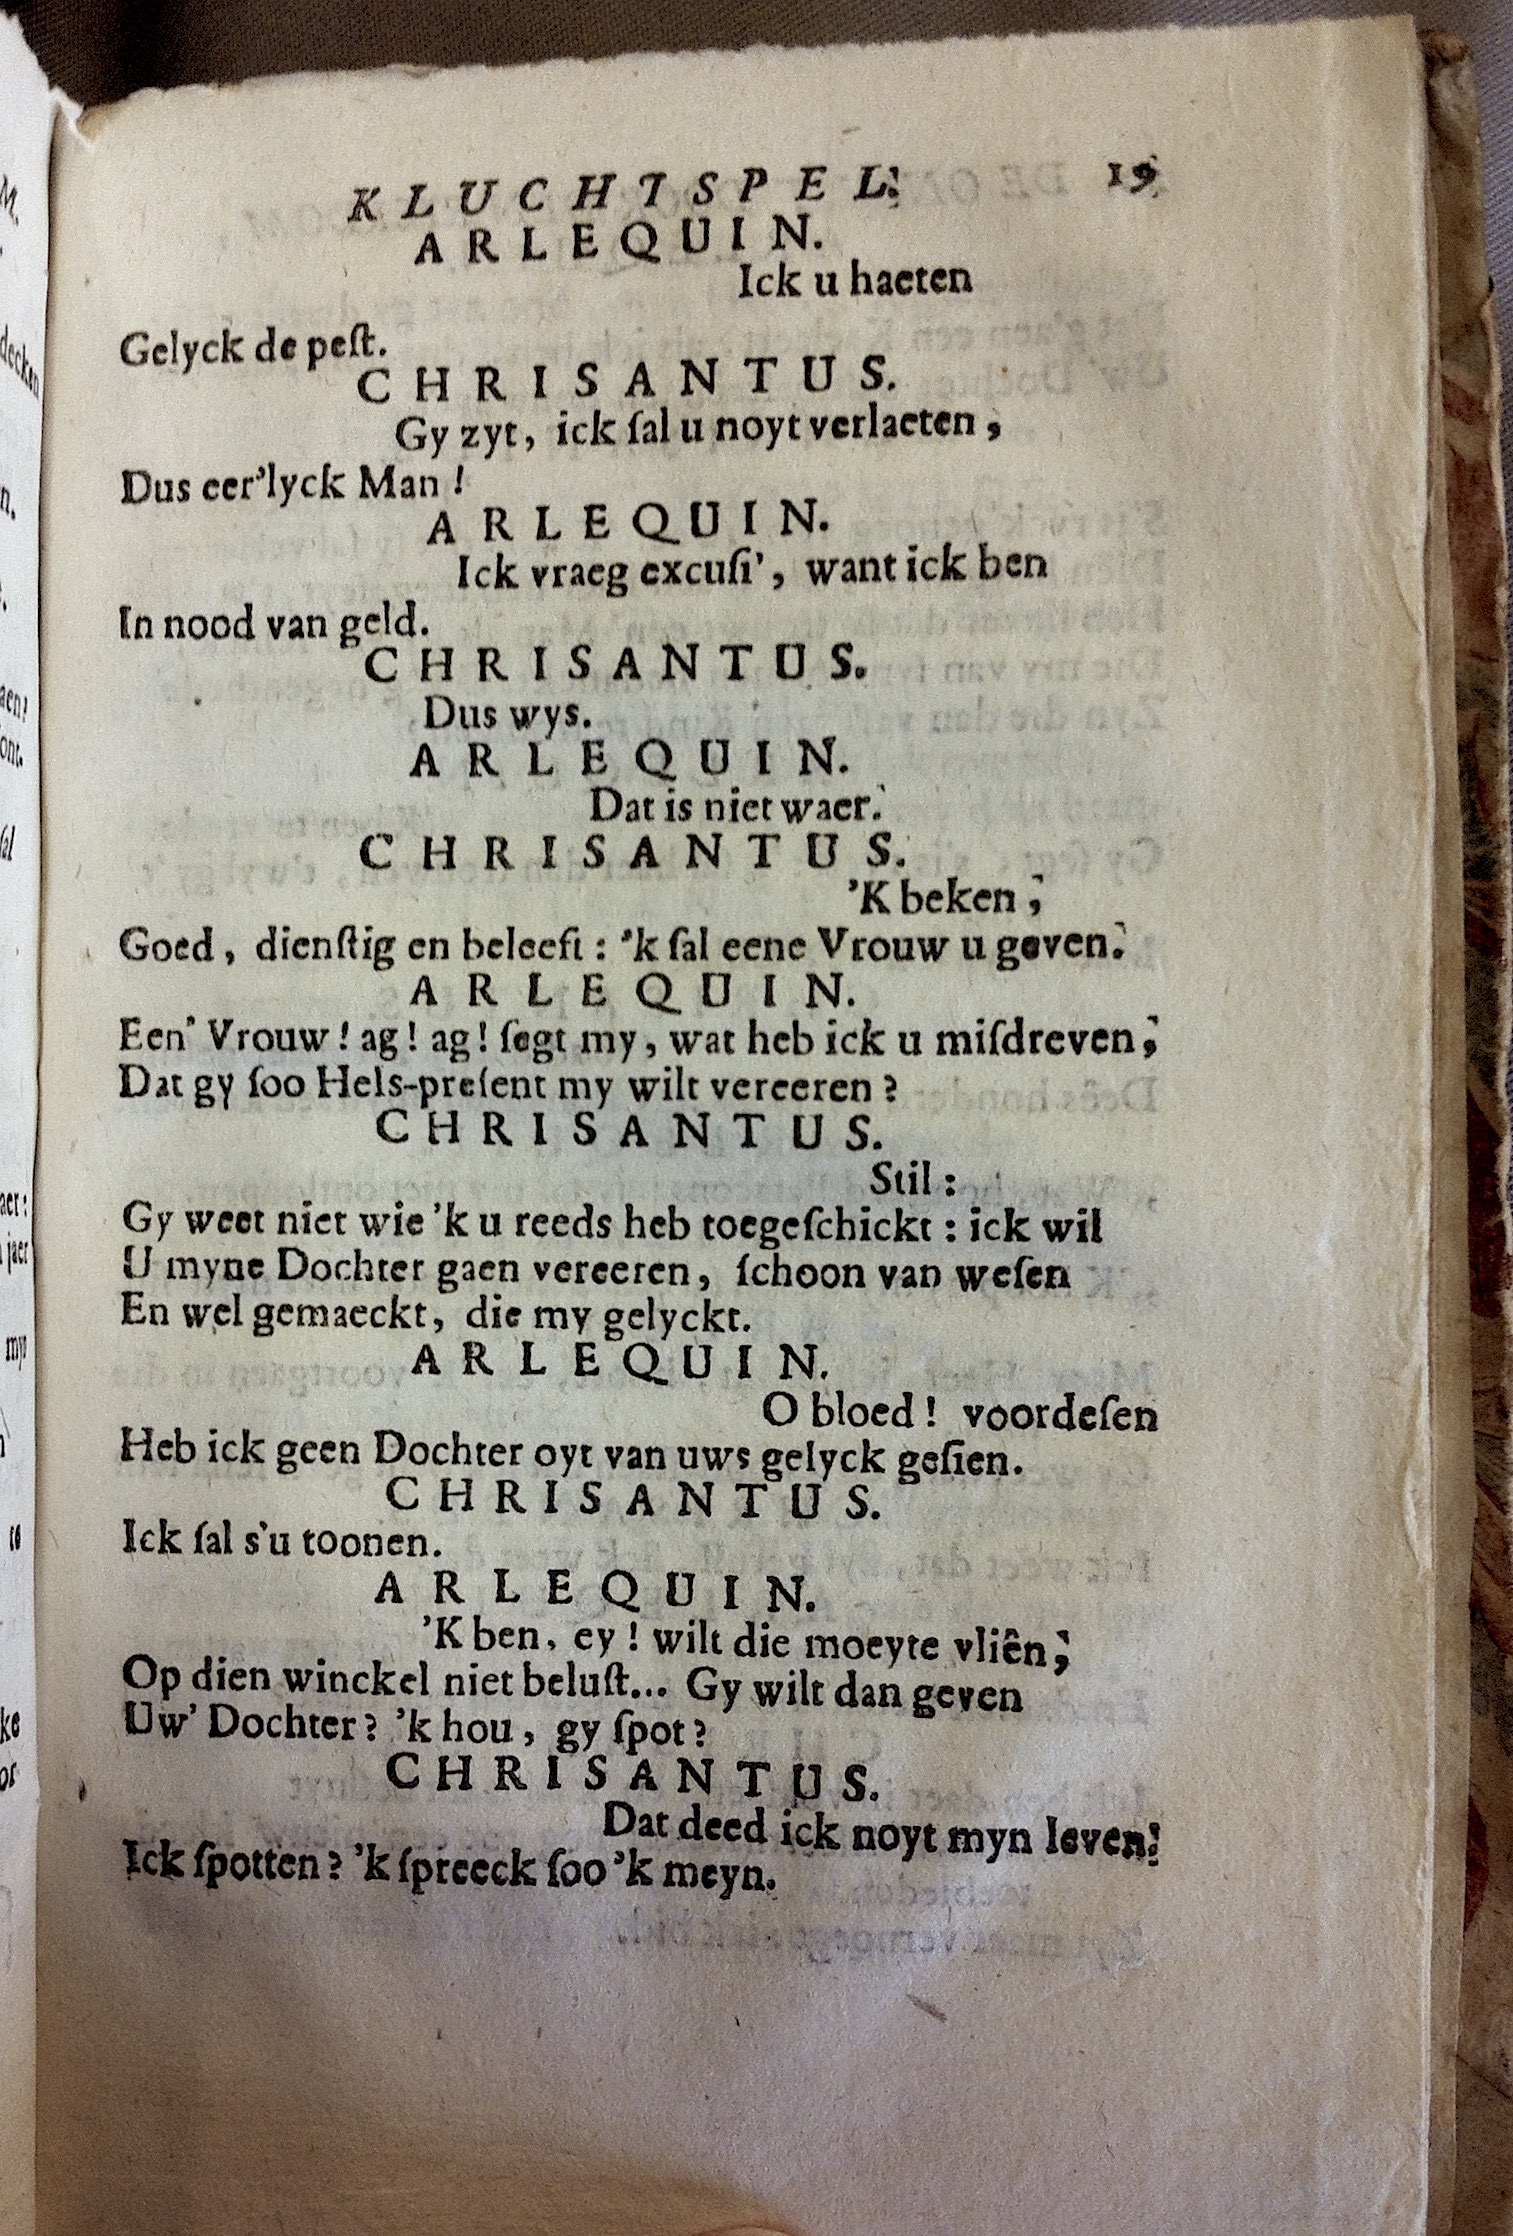 KLUCHTSPEL. 19
ARLEQUIN.
Ick u haeten
Gelyck de peſt.
CHRISANTUS.
Gy zyt, ick ſal u noyt verlaeten,
Dus eer'lyck Man !
ARLEQUIN.
Ick vraeg excuſi', want ick ben
In nood van geld.
CHRISANTUS.
Dus wys.
ARLEQUIN.
Dat is niet waer.
CHRISANTUS.
'K beken,
Goed, dienſtig en beleeft : 'k ſal eene Vrouw u geven.
ARLEQUIN.
Een' Vrouw ! ag ! ag ! ſegt my, wat heb ick u miſdreven,
Dat gy ſoo Hels-preſent my wilt vereeren ?
CHRISANTUS.
Stil :
Gy weet niet wie 'k u reeds heb toegeſchickt : ick wil
U myne Dochter gaen vereeren, ſchoon van weſen
En wel gemaeckt, die my gelyckt.
ARLEQUIN.
O bloed ! voordeſen
Heb ick geen Dochter oyt van uws gelyck geſien.
CHRISANTUS.
Ick ſal s'u toonen.
ARLEQUIN.
'K ben, ey ! wilt die moeyte vliên,
Op dien winckel niet beluſt... Gy wilt dan geven
Uw' Dochter ? 'k hou, gy ſpot ?
CHRISANTUS.
Dat deed ick noyt myn leven!
Ick ſpotten ? 'k ſpreeck ſoo 'k meyn.